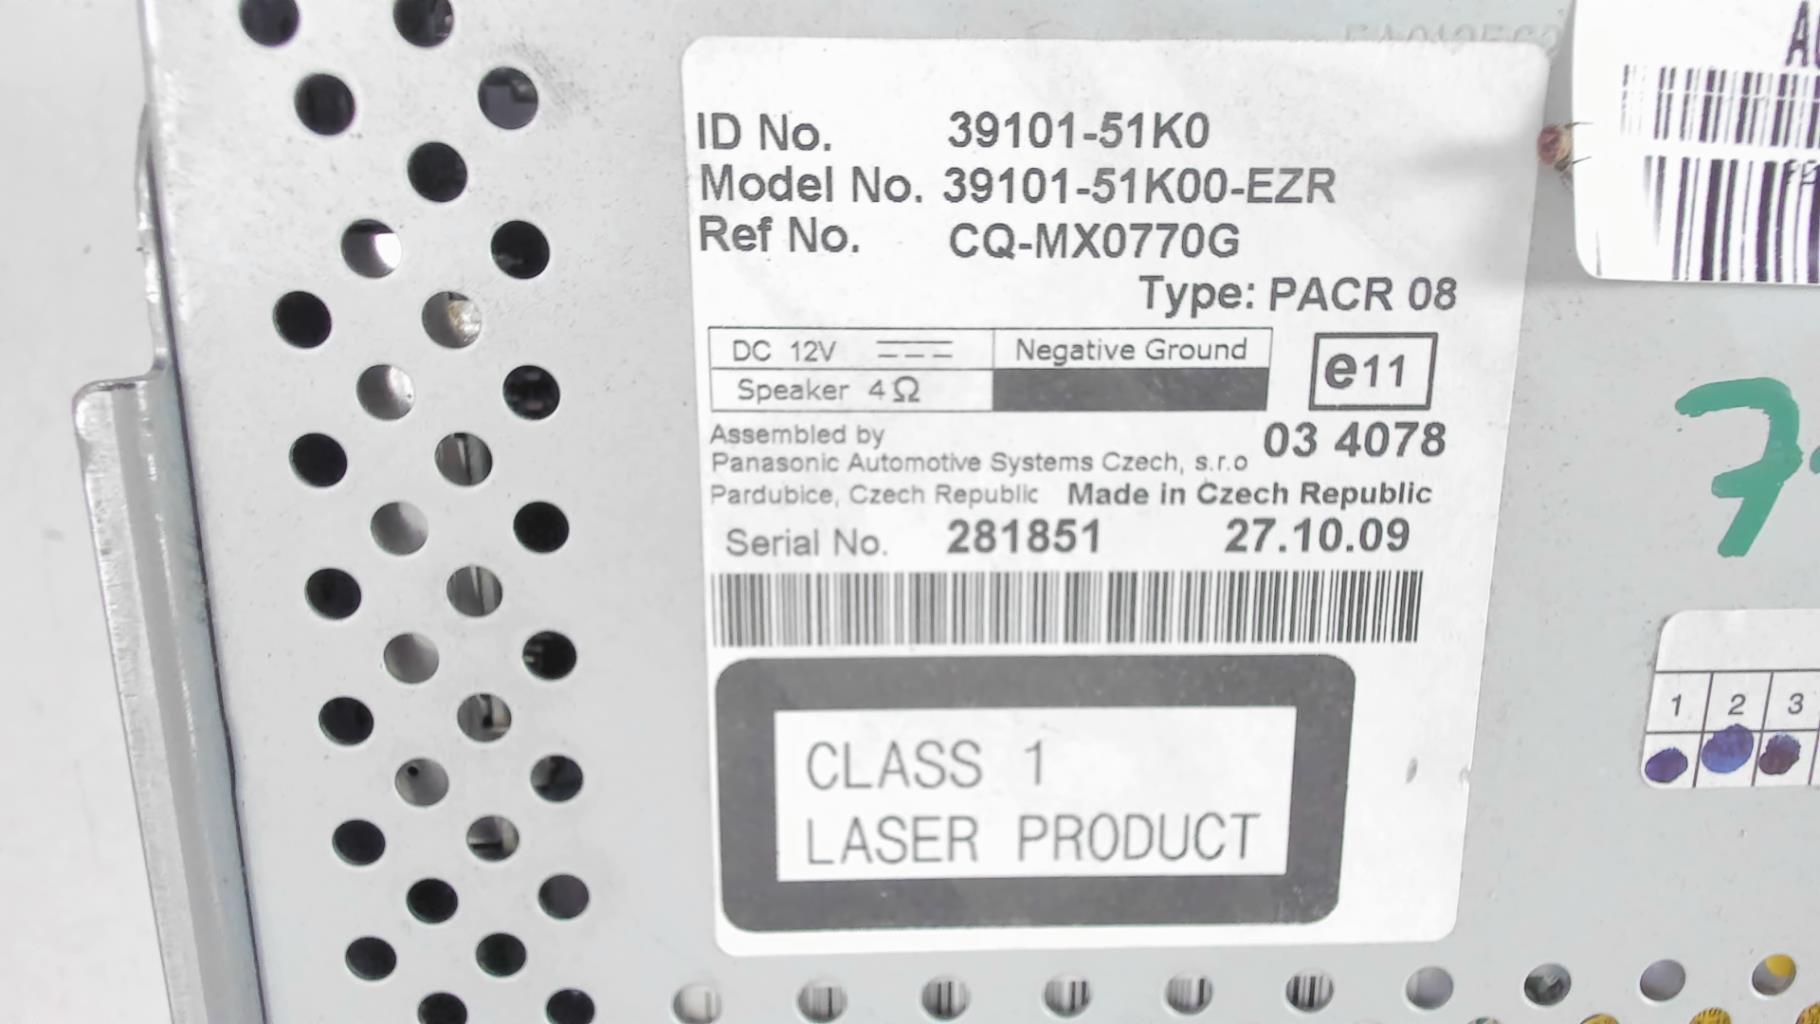 ID No. 39101-51K0
Model No. 39101-51K00-EZR
Ref No. CQ-MX0770G
Type: PACR 08
DC 12V Negative Ground
Speaker 4Ω
e11
03 4078
Assembled by
Panasonic Automotive Systems Czech, s.r.o
Pardubice, Czech Republic Made in Czech Republic
Serial No. 281851 27.10.09
CLASS 1
LASER PRODUCT
7
1 2 3